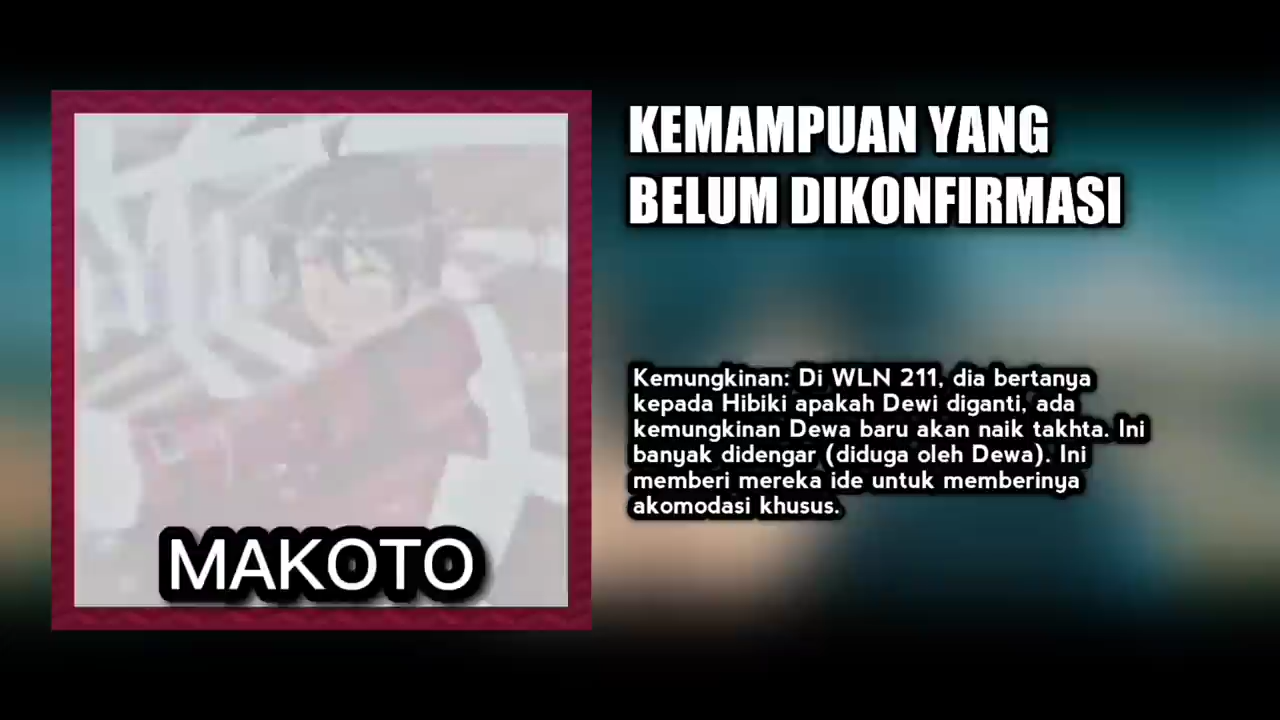 KEMAMPUAN YANG
BELUM DIKONFIRMASI
Kemungkinan: Di WLN 211, dia bertanya
kepada Hibiki apakah Dewi diganti, ada
kemungkinan Dewa baru akan naik takhta. Ini
banyak didengar (diduga oleh Dewa). Ini
memberi mereka ide untuk memberinya
akomodasi khusus.
MAKOTO